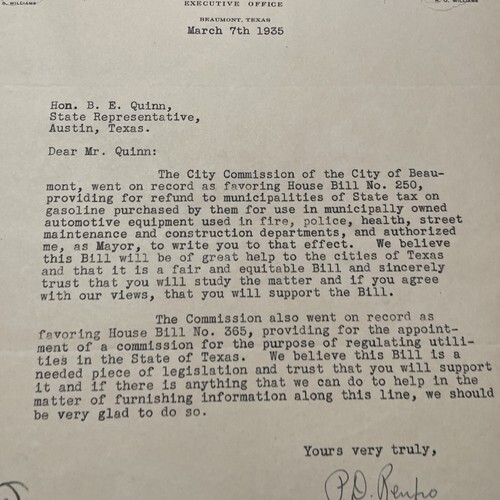 G. WILLIAMS
EXECUTIVE OFFICE
BEAUMONT, TEXAS
March 7th 1935
Hon. B. E. Quinn,
State Representative,
Austin, Texas.
Dear Mr. Quinn:
The City Commission of the City of Beau-
mont, went on record as favoring House Bill No. 250,
providing for refund to municipalities of State tax on
gasoline purchased by them for use in municipally owned
automotive equipment used in fire, police, health, street
maintenance and construction departments, and authorized
me, as Mayor, to write you to that effect. We believe
this Bill will be of great help to the cities of Texas
and that it is a fair and equitable Bill and sincerely
trust that you will study the matter and if you agree
with our views, that you will support the Bill.
The Commission also went on record as
favoring House Bill No. 365, providing for the appoint-
ment of a commission for the purpose of regulating utili-
ties in the State of Texas. We believe this Bill is a
needed piece of legislation and trust that you will support
it and if there is anything that we can do to help in the
matter of furnishing information along this line, we should
be very glad to do so.
Yours very truly,
P.D. Renfro